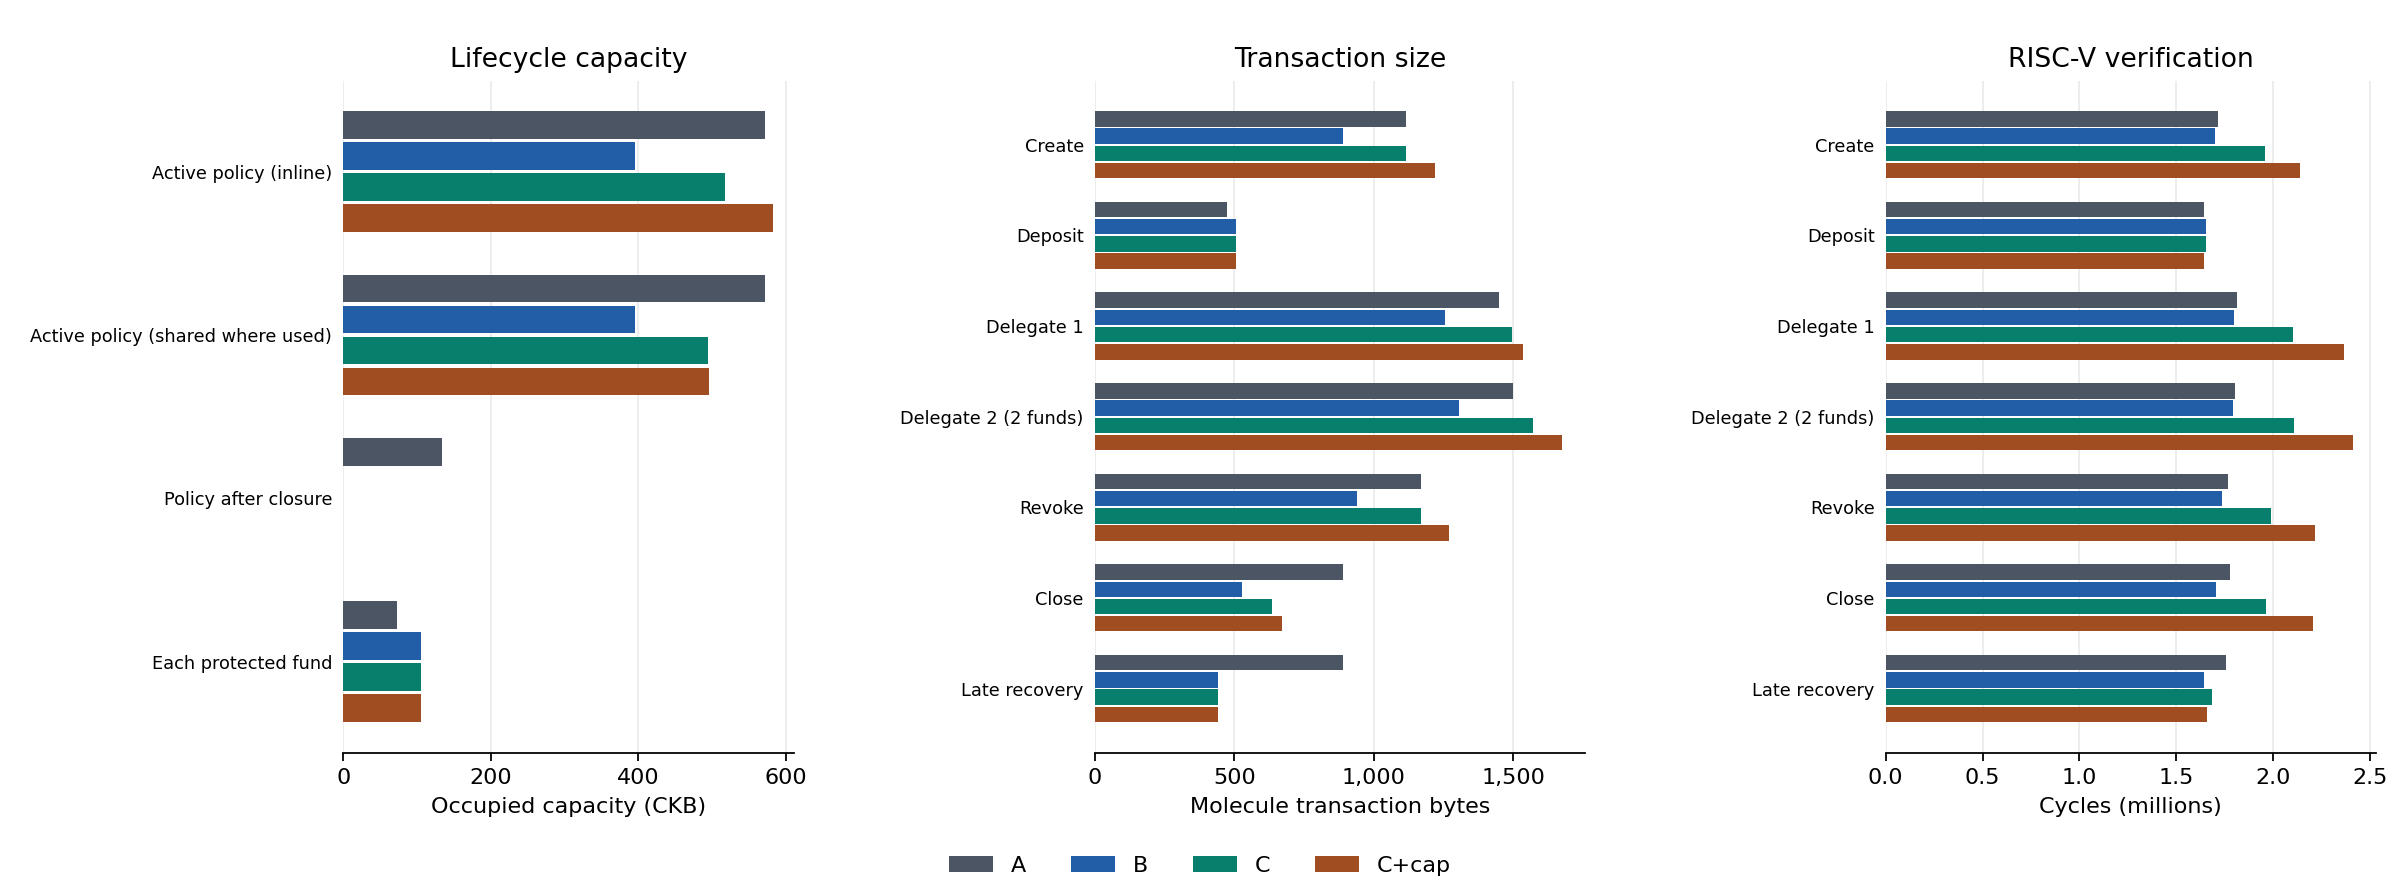 Lifecycle capacity
Active policy (inline)
Active policy (shared where used)
Policy after closure
Each protected fund
0 200 400 600
Occupied capacity (CKB)
Transaction size
Create
Deposit
Delegate 1
Delegate 2 (2 funds)
Revoke
Close
Late recovery
0 500 1,000 1,500
Molecule transaction bytes
RISC-V verification
Create
Deposit
Delegate 1
Delegate 2 (2 funds)
Revoke
Close
Late recovery
0.0 0.5 1.0 1.5 2.0 2.5
Cycles (millions)
A B C C+cap